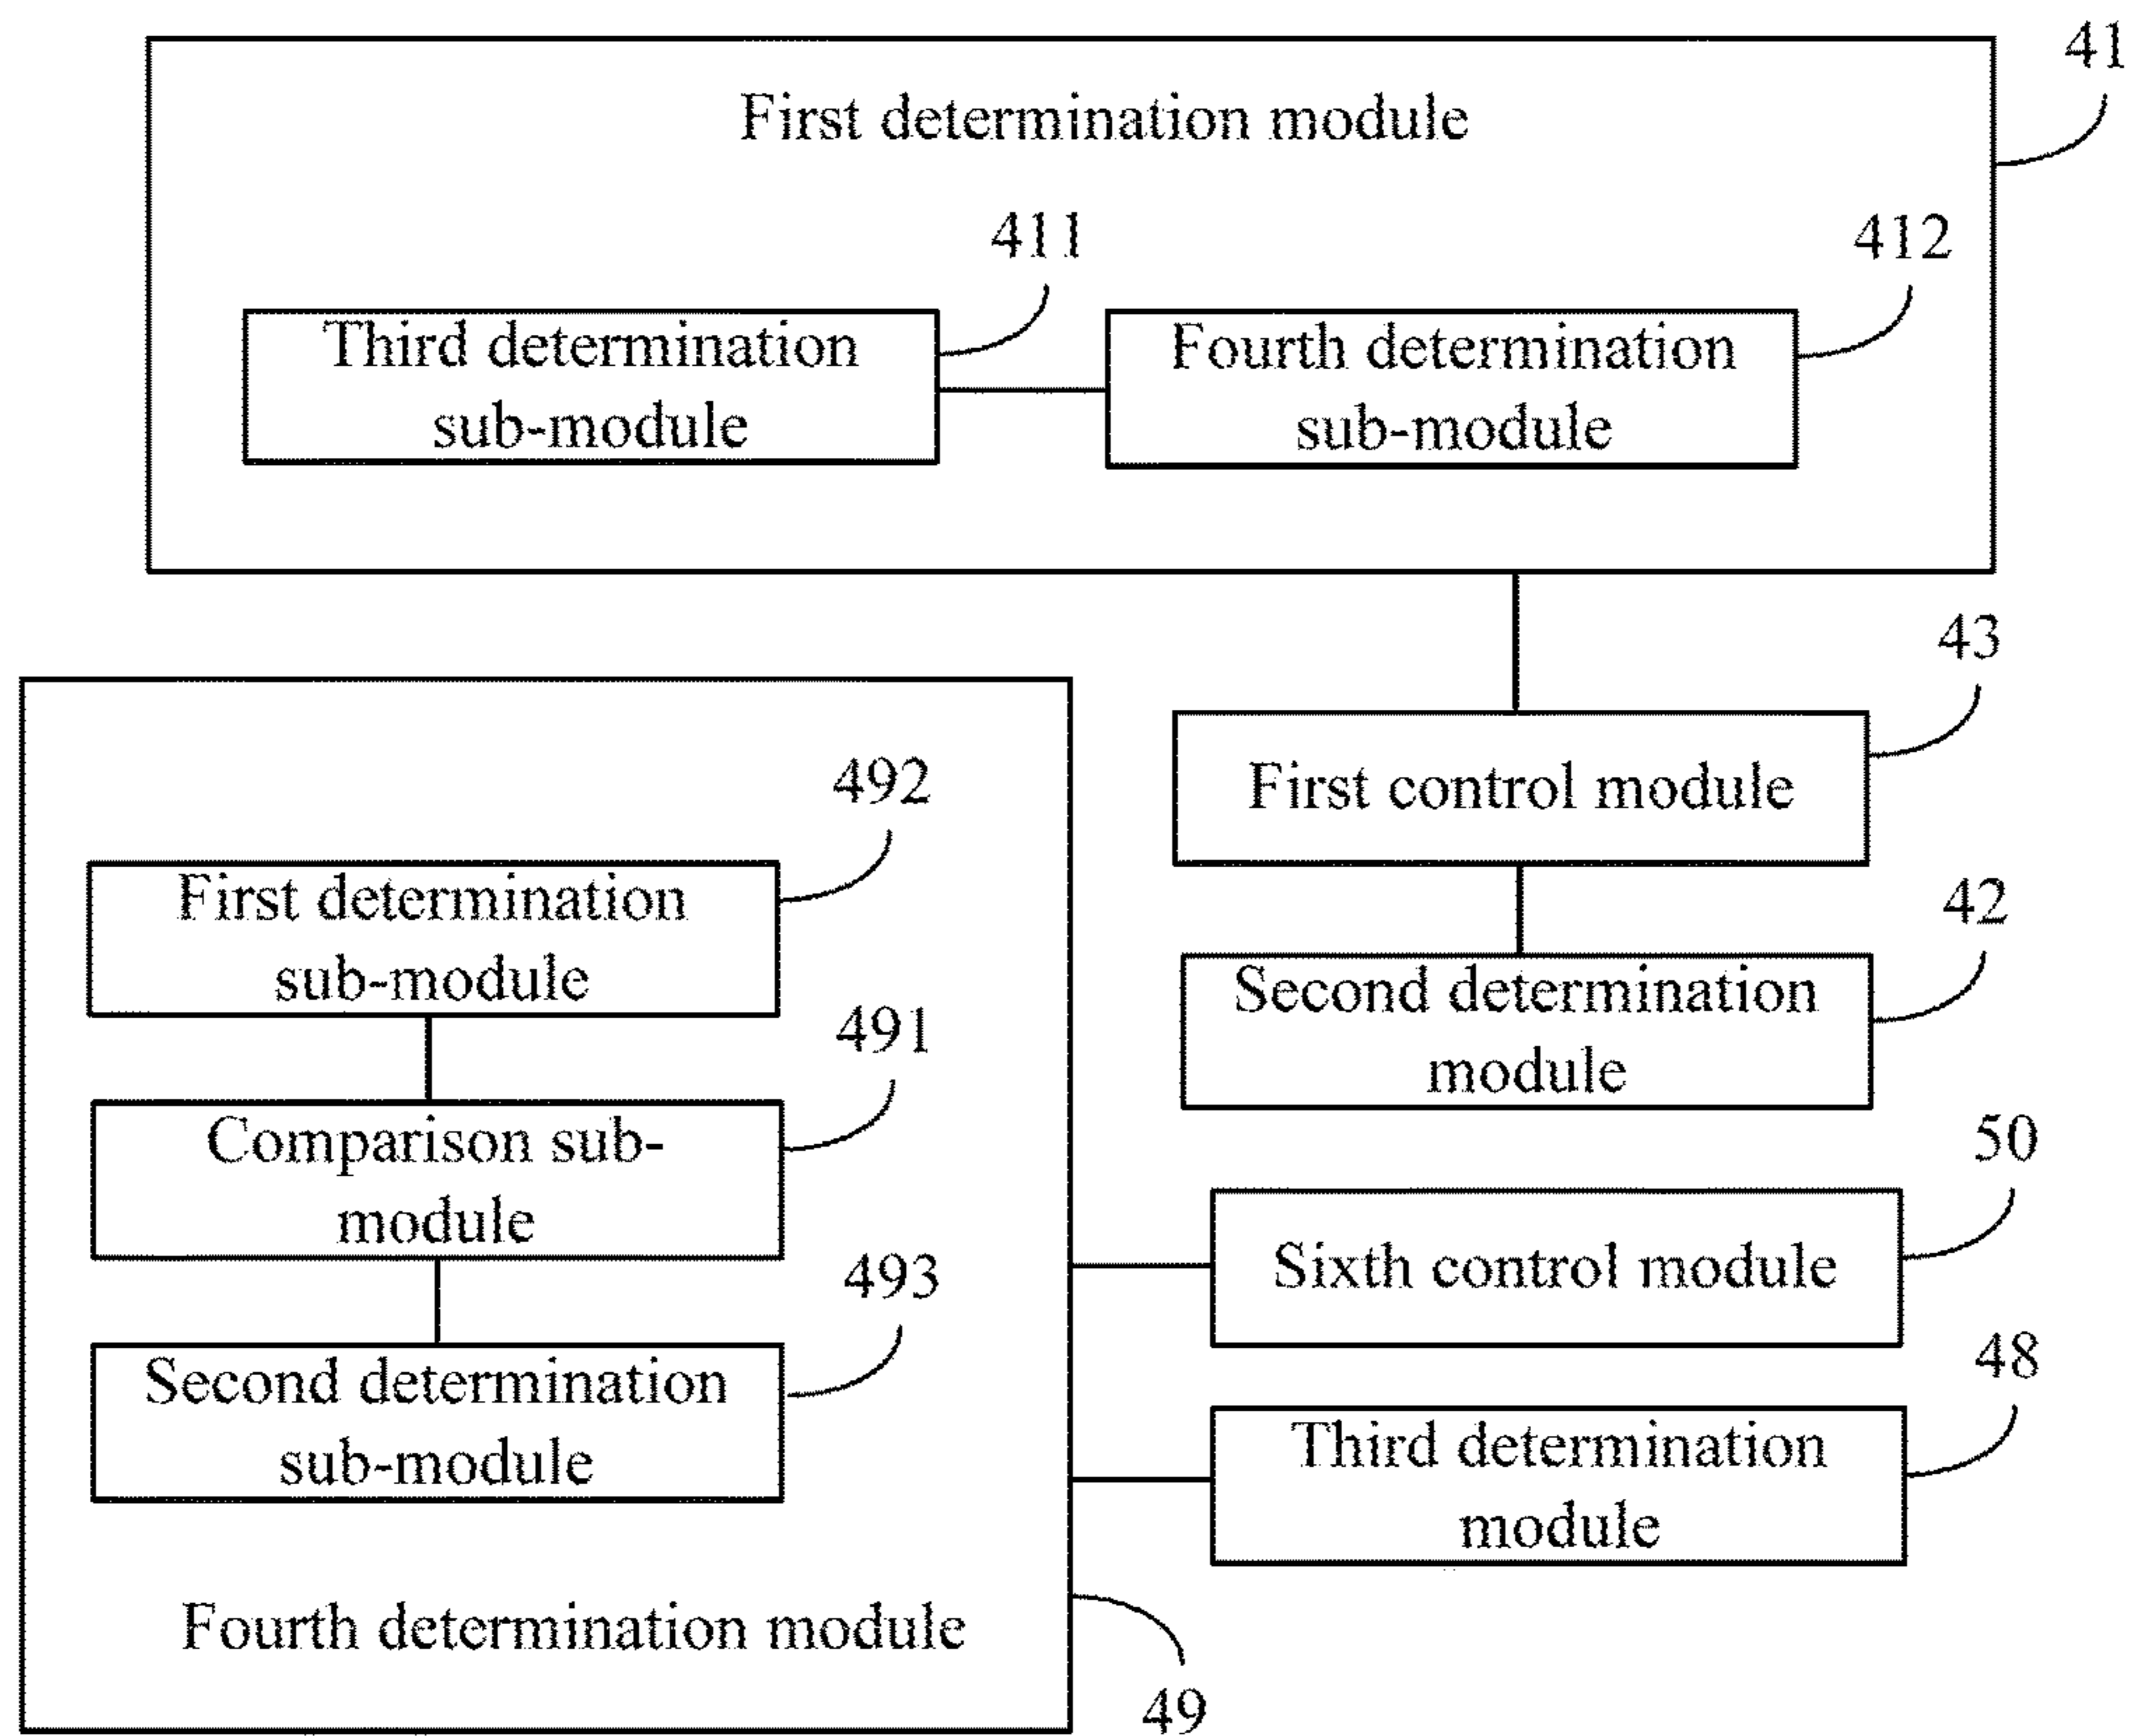 41
First determination module
411
412
Third determination
sub-module
Fourth determination
sub-module
43
First control module
492
First determination
sub-module
42
Second determination
module
491
Comparison sub-
module
50
Sixth control module
493
Second determination
sub-module
48
Third determination
module
Fourth determination module
49